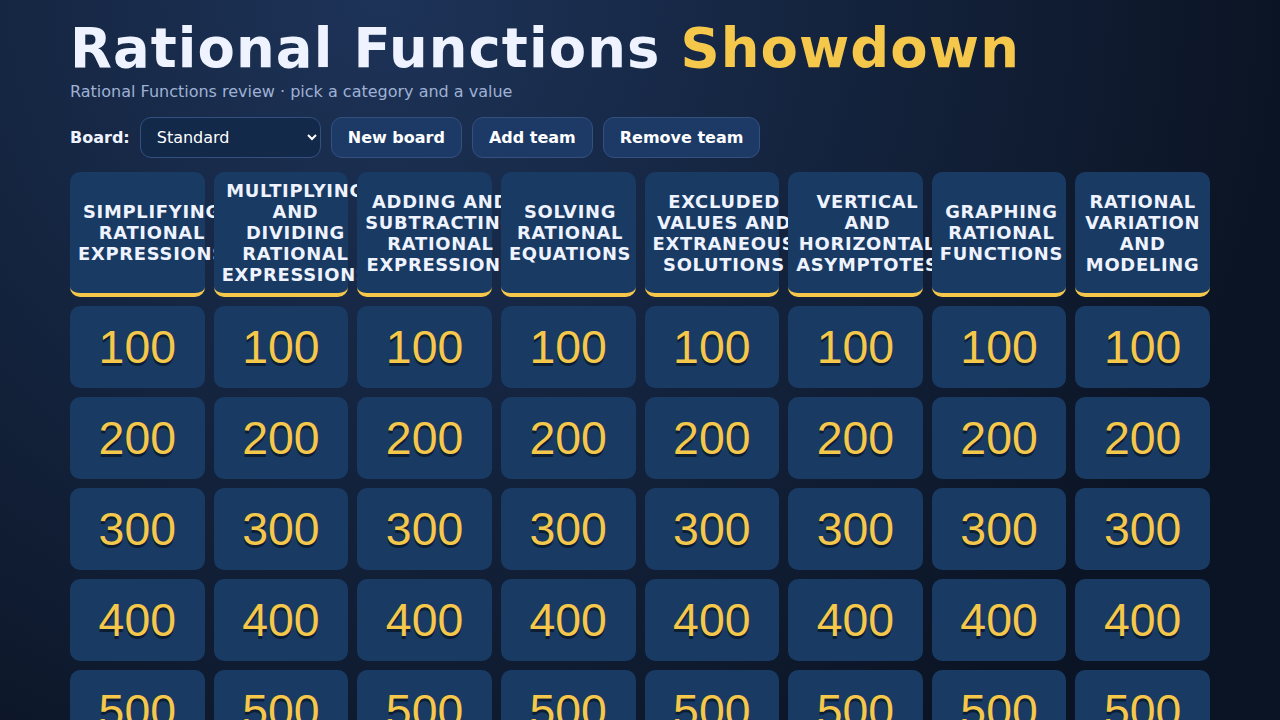 Rational Functions Showdown
Rational Functions review · pick a category and a value
Board: Standard New board Add team Remove team
SIMPLIFYING
RATIONAL
EXPRESSIONS
MULTIPLYING
AND
DIVIDING
RATIONAL
EXPRESSION
ADDING AND
SUBTRACTIN
RATIONAL
EXPRESSION
SOLVING
RATIONAL
EQUATIONS
EXCLUDED
VALUES AND
EXTRANEOUS
SOLUTIONS
VERTICAL
AND
HORIZONTAL
ASYMPTOTES
GRAPHING
RATIONAL
FUNCTIONS
RATIONAL
VARIATION
AND
MODELING
100 100 100 100 100 100 100 100
200 200 200 200 200 200 200 200
300 300 300 300 300 300 300 300
400 400 400 400 400 400 400 400
500 500 500 500 500 500 500 500